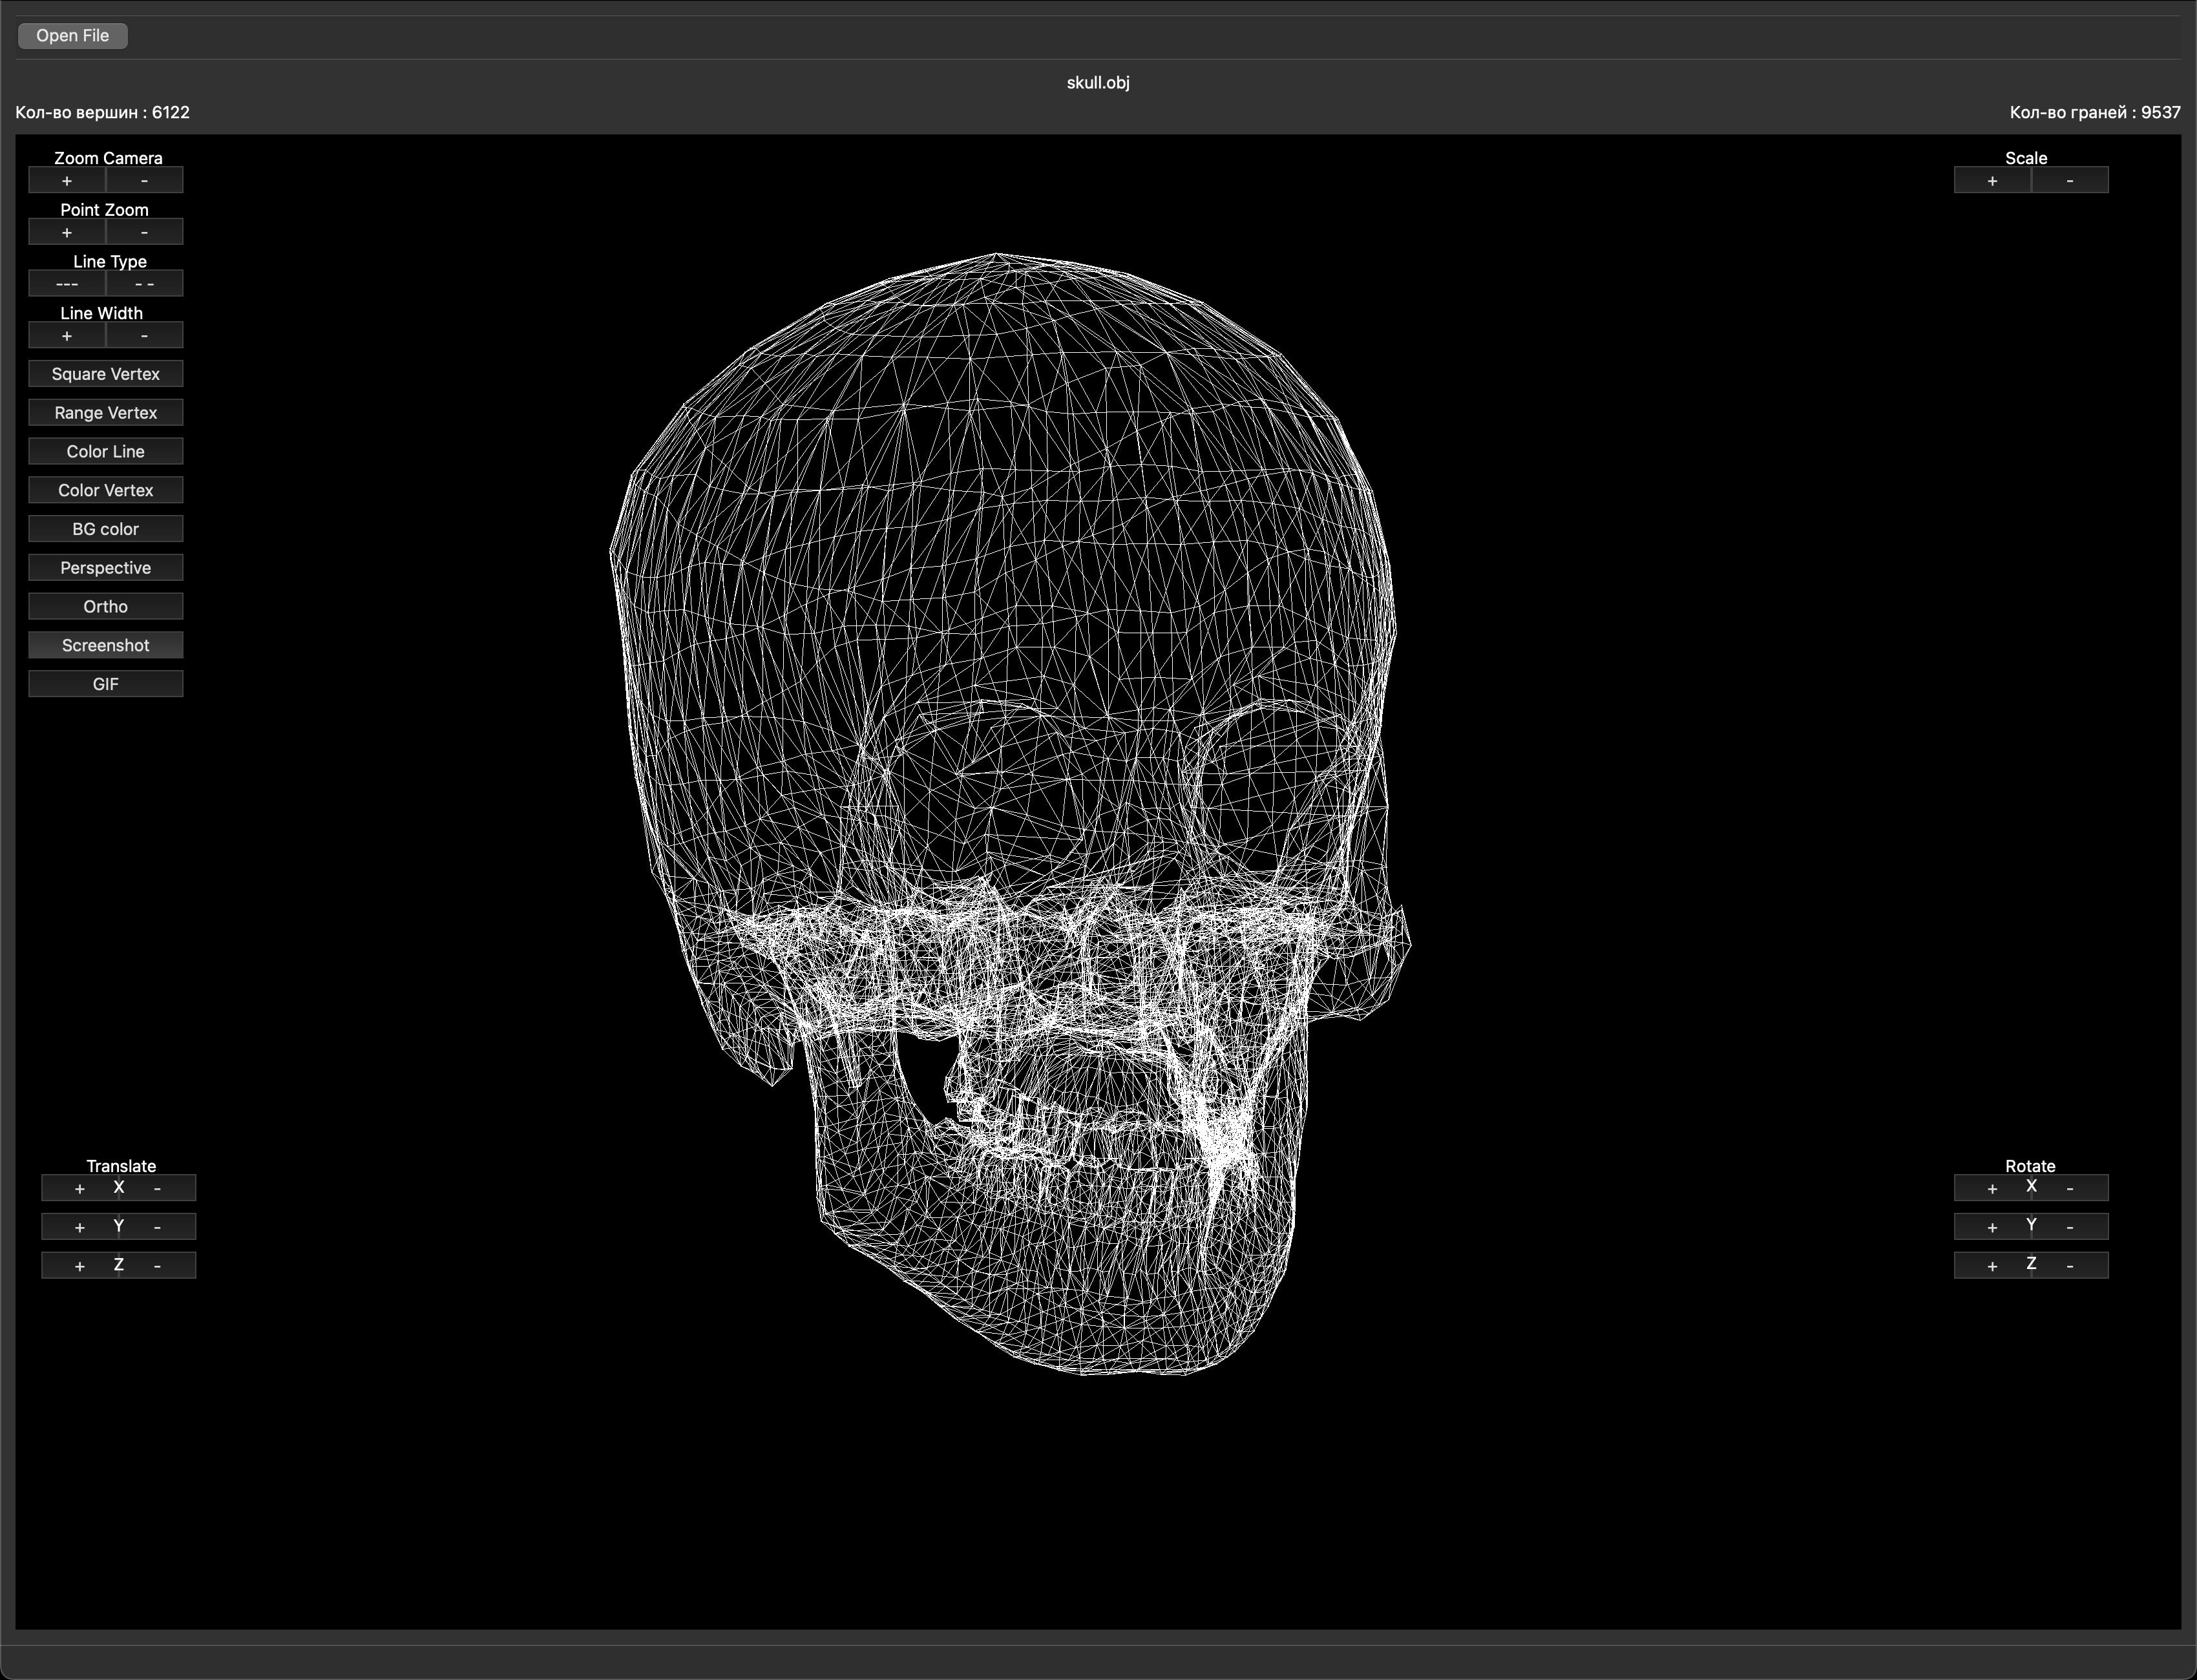 Open File
skull.obj
Кол-во вершин : 6122
Кол-во граней : 9537
Zoom Camera
+ -
Scale
+ -
Point Zoom
+ -
Line Type
--- - -
Line Width
+ -
Square Vertex
Range Vertex
Color Line
Color Vertex
BG color
Perspective
Ortho
Screenshot
GIF
Translate
+ X -
+ Y -
+ Z -
Rotate
+ X -
+ Y -
+ Z -